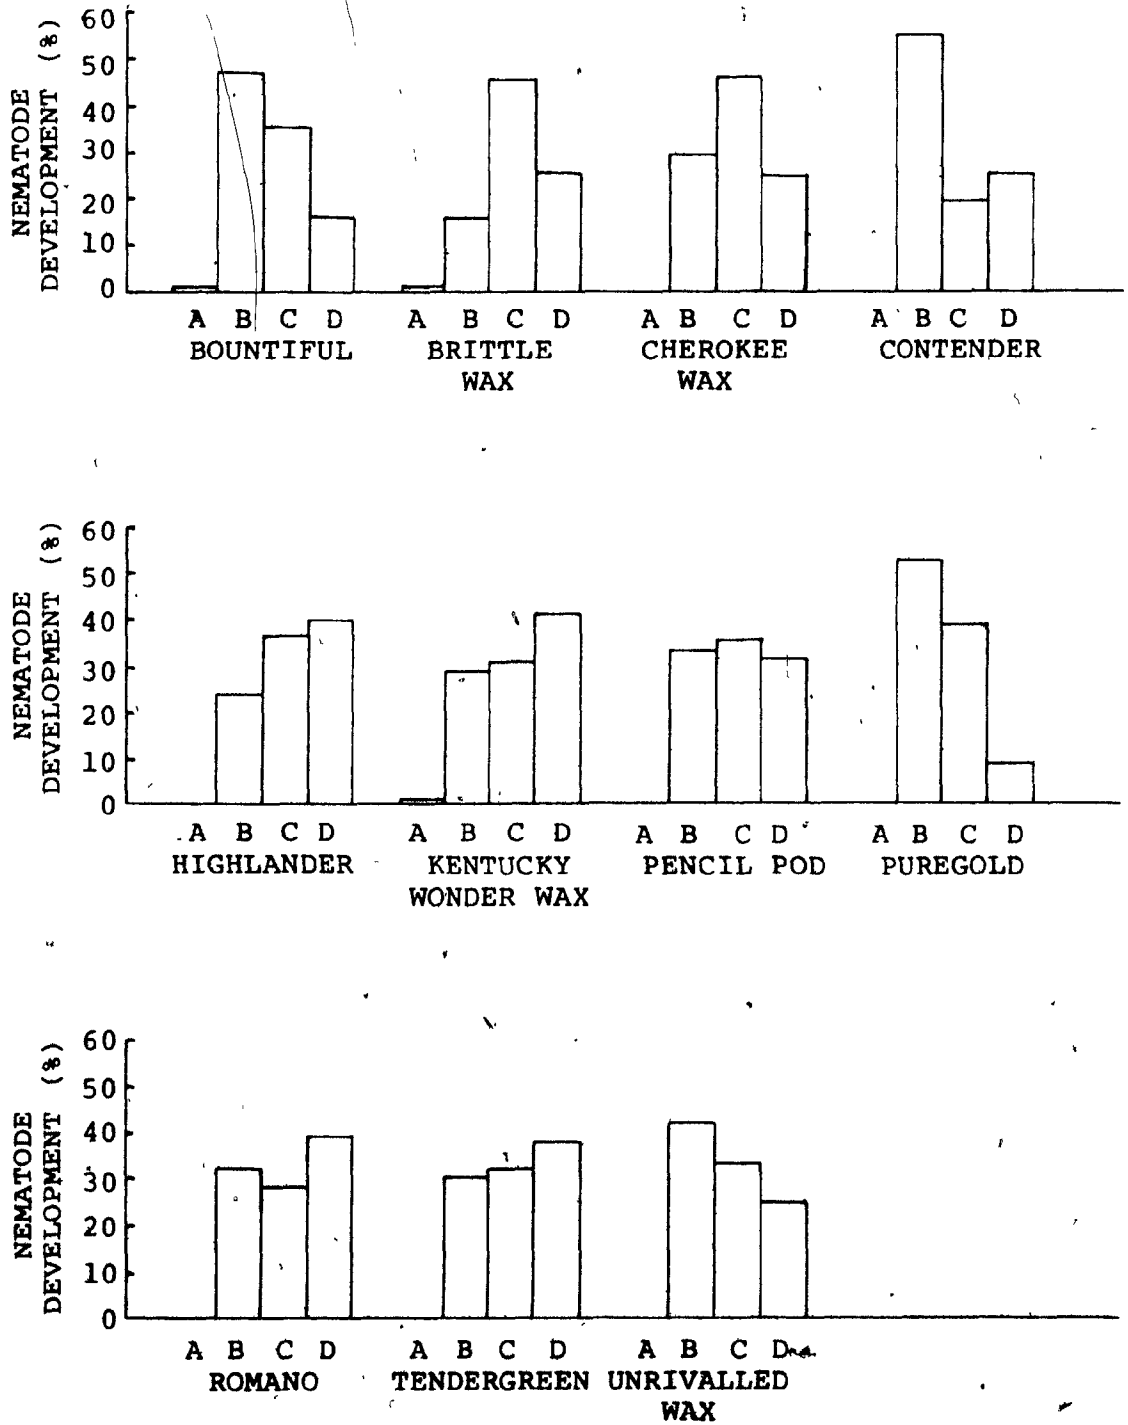 NEMATODE
DEVELOPMENT (%)
60
50
40
30
20
10
0
A B C D A B C D A B C D A B C D
BOUNTIFUL BRITTLE CHEROKEE CONTENDER
WAX WAX
NEMATODE
DEVELOPMENT (%)
60
50
40
30
20
10
0
A B C D A B C D A B C D A B C D
HIGHLANDER KENTUCKY PENCIL POD PUREGOLD
WONDER WAX
NEMATODE
DEVELOPMENT (%)
60
50
40
30
20
10
0
A B C D A B C D A B C D
ROMANO TENDERGREEN UNRIVALLED
WAX